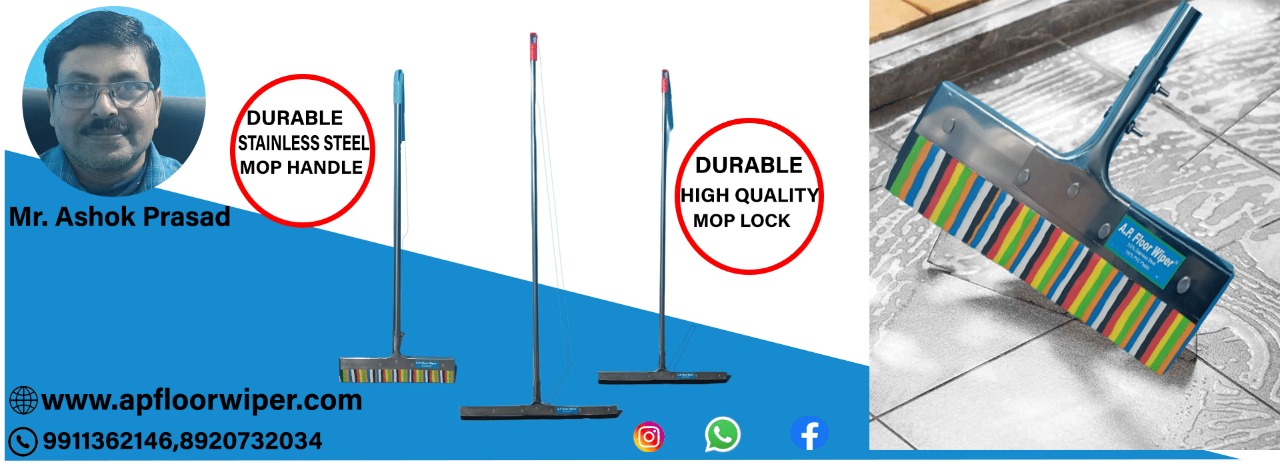 DURABLE
STAINLESS STEEL
MOP HANDLE
DURABLE
HIGH QUALITY
MOP LOCK
Mr. Ashok Prasad
A.P. Floor Wiper
www.apfloorwiper.com
9911362146,8920732034